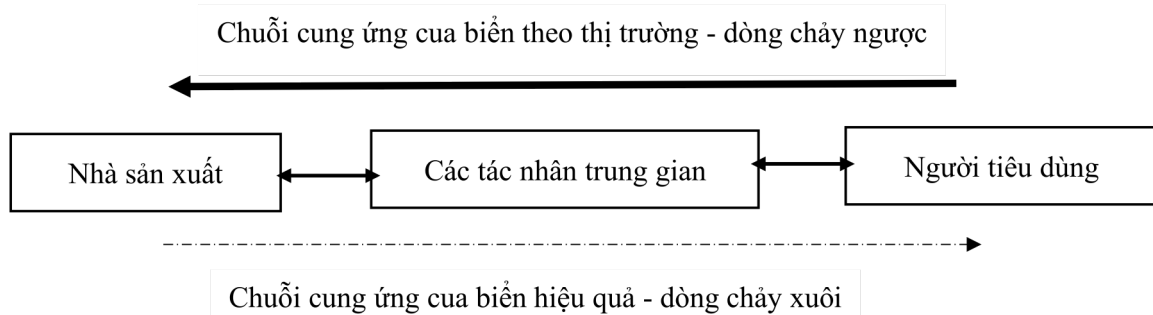 Chuỗi cung ứng cua biển theo thị trường - dòng chảy ngược
Nhà sản xuất
Các tác nhân trung gian
Người tiêu dùng
Chuỗi cung ứng cua biển hiệu quả - dòng chảy xuôi